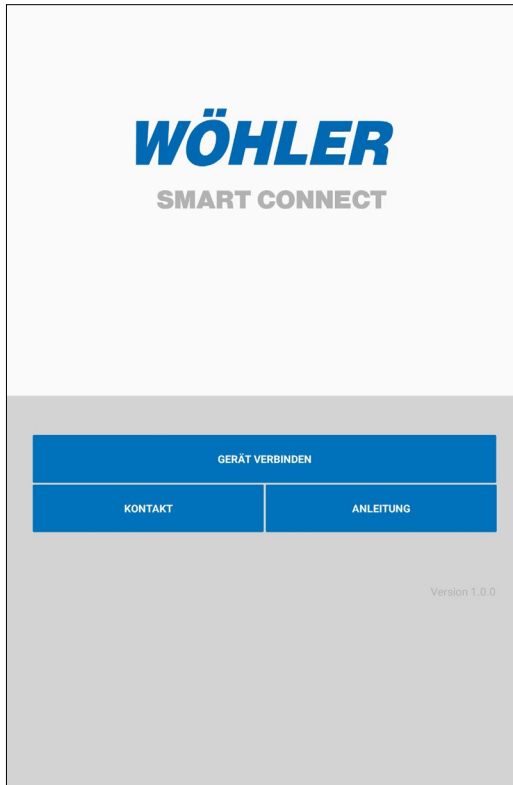 WÖHLER
SMART CONNECT
GERÄT VERBINDEN
KONTAKT ANLEITUNG
Version 1.0.0